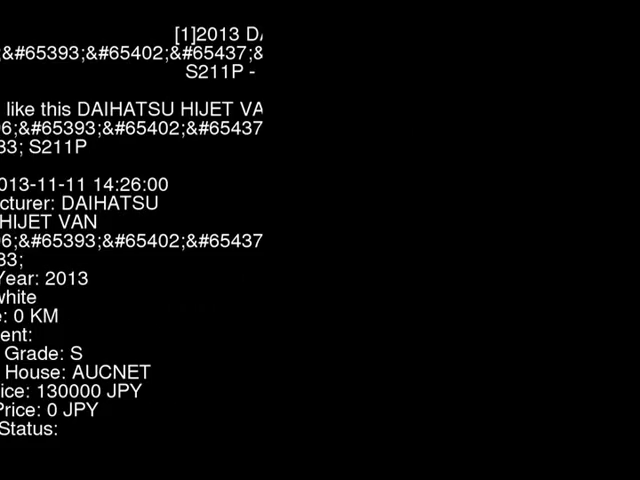 [1]2013 DA
;&#65393;&#65402;&#65437;&
S211P -
like this DAIHATSU HIJET VA
6;&#65393;&#65402;&#65437
33; S211P
013-11-11 14:26:00
cturer: DAIHATSU
HIJET VAN
6;&#65393;&#65402;&#65437
33;
Year: 2013
white
e: 0 KM
ent:
Grade: S
House: AUCNET
ice: 130000 JPY
Price: 0 JPY
Status: